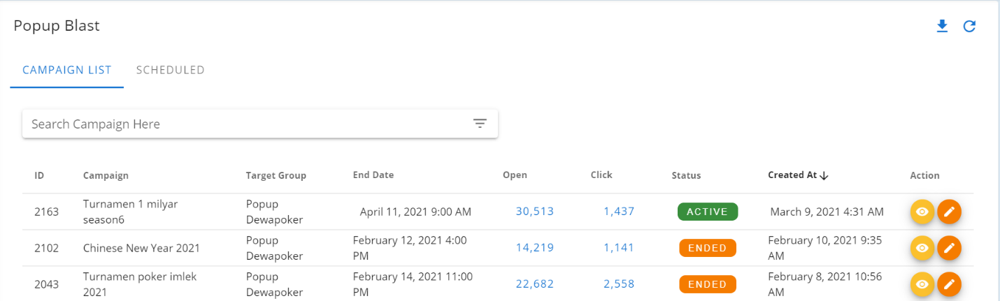 Popup Blast
CAMPAIGN LIST SCHEDULED
Search Campaign Here
ID Campaign Target Group End Date Open Click Status Created At Action
2163 Turnamen 1 milyar season6 Popup Dewapoker April 11, 2021 9:00 AM 30,513 1,437 ACTIVE March 9, 2021 4:31 AM
2102 Chinese New Year 2021 Popup Dewapoker February 12, 2021 4:00 PM 14,219 1,141 ENDED February 10, 2021 9:35 AM
2043 Turnamen poker imlek 2021 Popup Dewapoker February 14, 2021 11:00 PM 22,682 2,558 ENDED February 8, 2021 10:56 AM